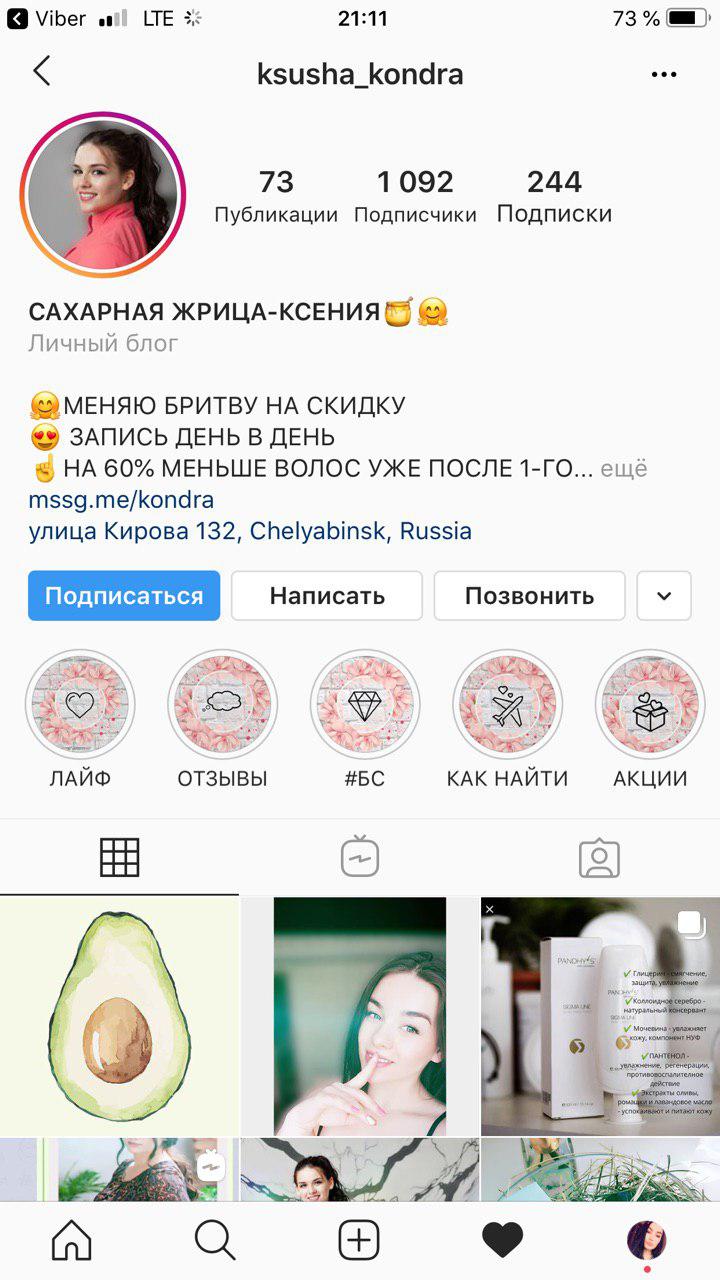 Viber LTE 21:11 73 %
ksusha_kondra
73 1 092 244
Публикации Подписчики Подписки
САХАРНАЯ ЖРИЦА-КСЕНИЯ🍯🤗
Личный блог
🤗МЕНЯЮ БРИТВУ НА СКИДКУ
😍 ЗАПИСЬ ДЕНЬ В ДЕНЬ
☝НА 60% МЕНЬШЕ ВОЛОС УЖЕ ПОСЛЕ 1-ГО... ещё
mssg.me/kondra
улица Кирова 132, Chelyabinsk, Russia
Подписаться Написать Позвонить
ЛАЙФ ОТЗЫВЫ #БС КАК НАЙТИ АКЦИИ
PANDHY'S
SIGMA LINE
✓ Глицерин - смягчение,
защита, увлажнение
✓Коллоидное серебро -
натуральный консервант
✓ Мочевина - увлажняет
кожу, компонент НУФ
✓ПАНТЕНОЛ -
увлажнение, регенерации,
противовоспалительное
действие
✓ Экстракты оливы,
ромашки и лавандовое масло
- успокаивают и питают кожу